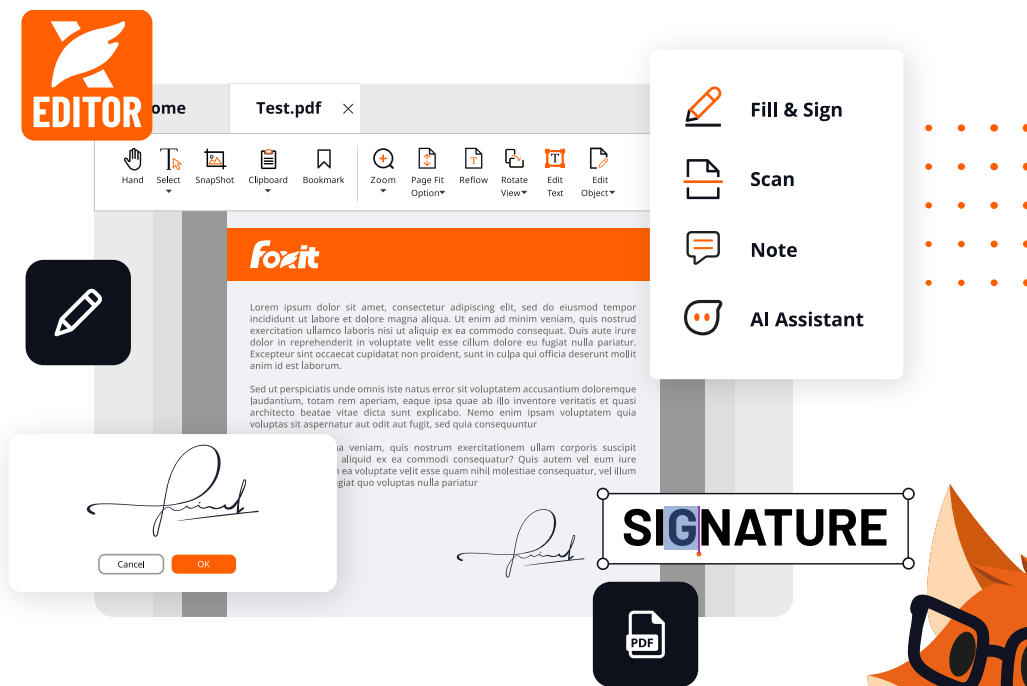 EDITOR
ome
Test.pdf
Hand
Select
SnapShot
Clipboard
Bookmark
Zoom
Page Fit
Option
Reflow
Rotate
View
Edit
Text
Edit
Object
Fill & Sign
Scan
Note
AI Assistant
Foxit
Lorem ipsum dolor sit amet, consectetur adipiscing elit, sed do eiusmod tempor
incididunt ut labore et dolore magna aliqua. Ut enim ad minim veniam, quis nostrud
exercitation ullamco laboris nisi ut aliquip ex ea commodo consequat. Duis aute irure
dolor in reprehenderit in voluptate velit esse cillum dolore eu fugiat nulla pariatur.
Excepteur sint occaecat cupidatat non proident, sunt in culpa qui officia deserunt mollit
anim id est laborum.
Sed ut perspiciatis unde omnis iste natus error sit voluptatem accusantium doloremque
laudantium, totam rem aperiam, eaque ipsa quae ab illo inventore veritatis et quasi
architecto beatae vitae dicta sunt explicabo. Nemo enim ipsam voluptatem quia
voluptas sit aspernatur aut odit aut fugit, sed quia consequuntur
a veniam, quis nostrum exercitationem ullam corporis suscipit
aliquid ex ea commodi consequatur? Quis autem vel eum iure
ea voluptate velit esse quam nihil molestiae consequatur, vel illum
giat quo voluptas nulla pariatur
Cancel
OK
SIGNATURE
PDF